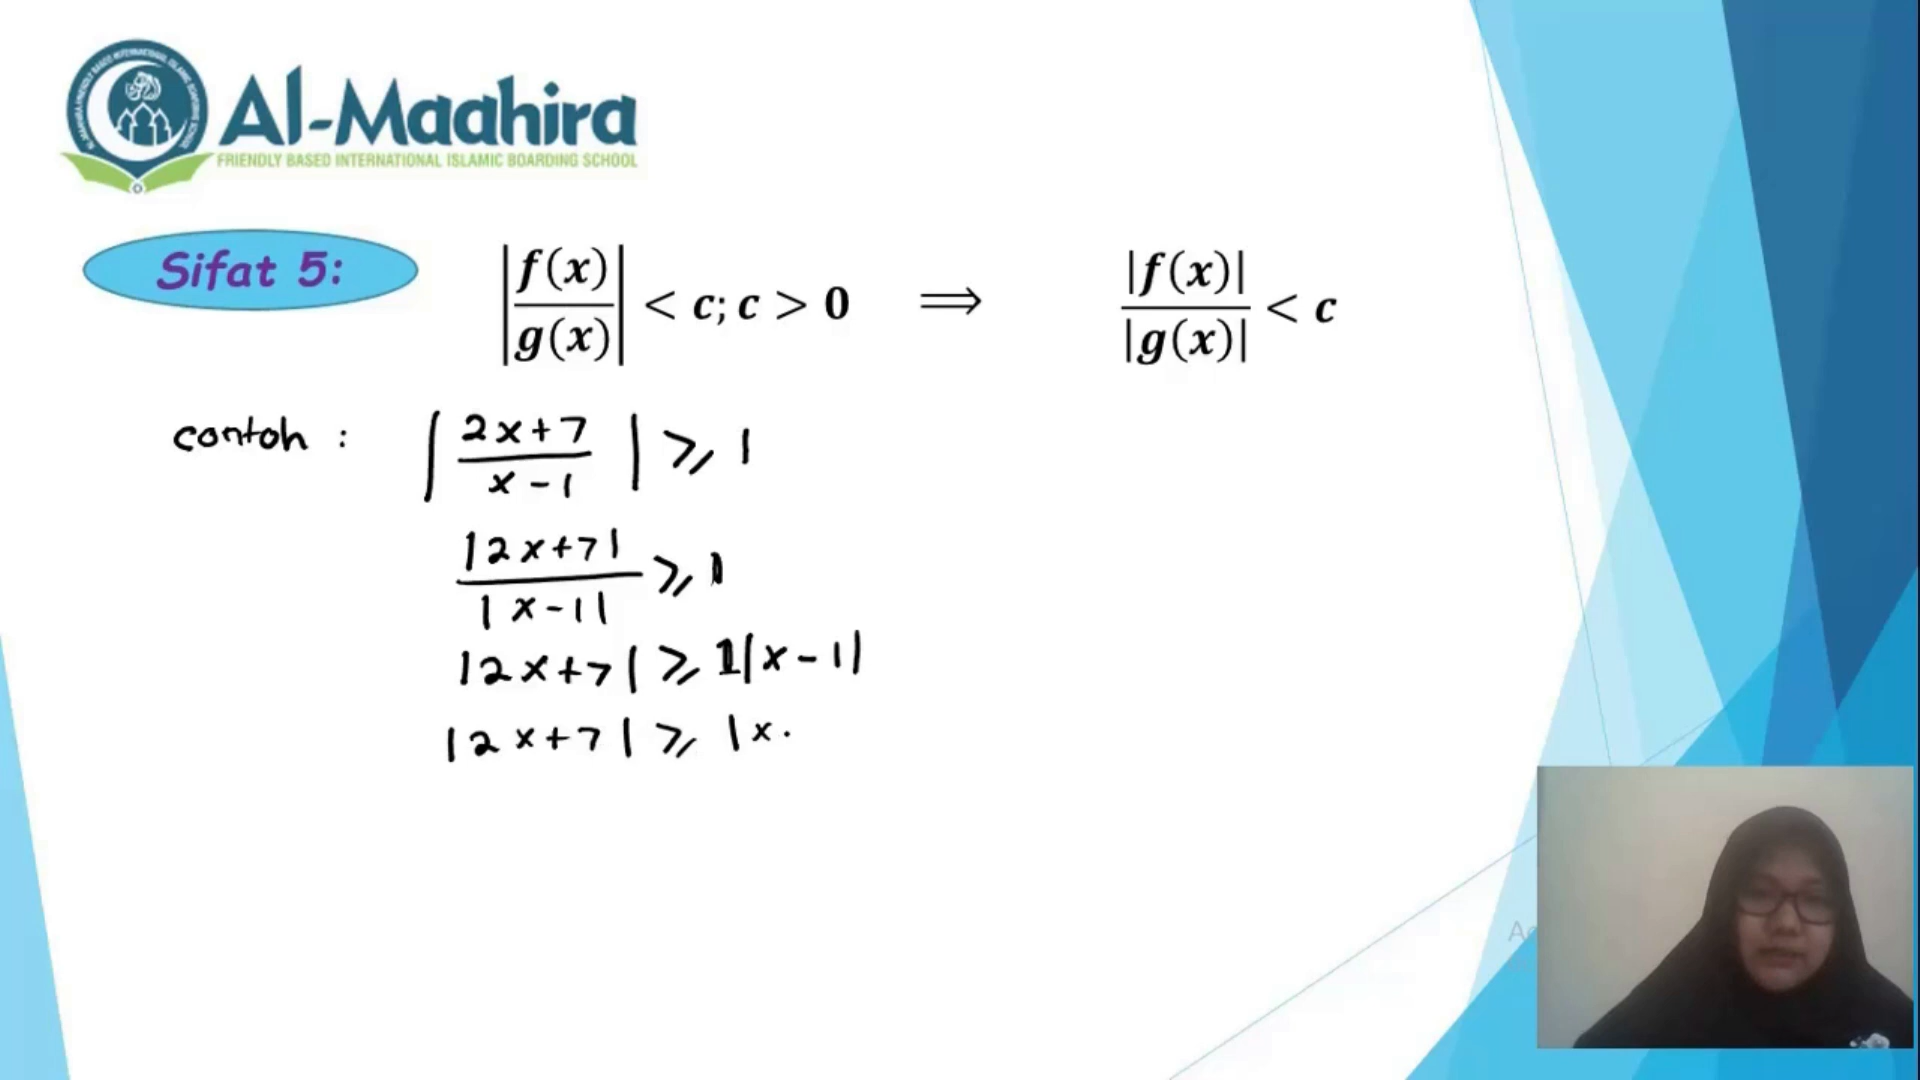 Al-Maahira
FRIENDLY BASED INTERNATIONAL ISLAMIC BOARDING SCHOOL
Sifat 5:
|f(x)/g(x)| < c; c > 0 ⟹ |f(x)|/|g(x)| < c
contoh : |2x+7 / x-1| ⩾ 1
|2x+7| / |x-1| ⩾ 1
|2x+7| ⩾ 1|x-1|
|2x+7| ⩾ |x.